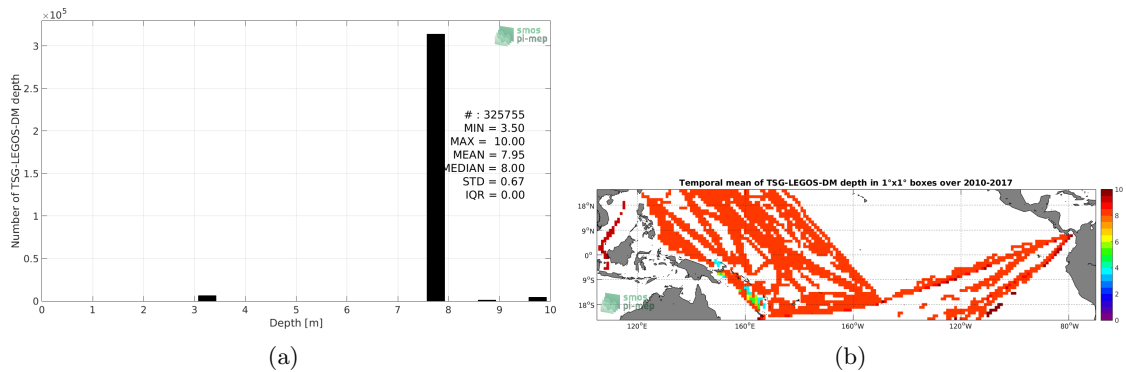 ×10⁵
3
2.5
2
1.5
1
0.5
0
Number of TSG-LEGOS-DM depth
smos
pi-mep
# : 325755
MIN = 3.50
MAX = 10.00
MEAN = 7.95
MEDIAN = 8.00
STD = 0.67
IQR = 0.00
0 1 2 3 4 5 6 7 8 9 10
Depth [m]
(a)
Temporal mean of TSG-LEGOS-DM depth in 1°x1° boxes over 2010-2017
18°N
9°N
0°
9°S
18°S
smos
pi-mep
120°E 160°E 160°W 120°W 80°W
10
8
6
4
2
0
(b)